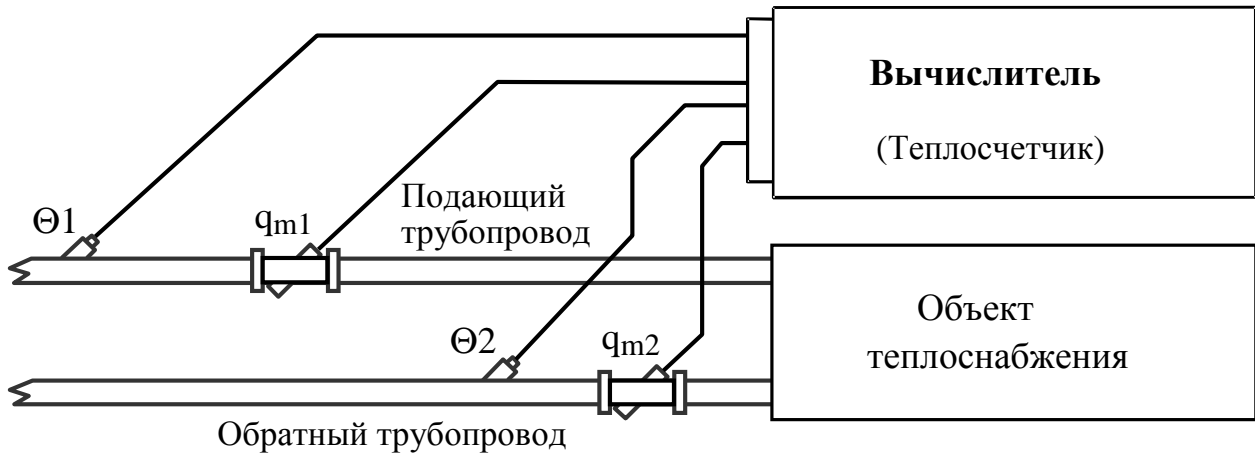 Вычислитель
(Теплосчетчик)
Подающий
трубопровод
Θ1
qm1
Θ2
qm2
Объект
теплоснабжения
Обратный трубопровод